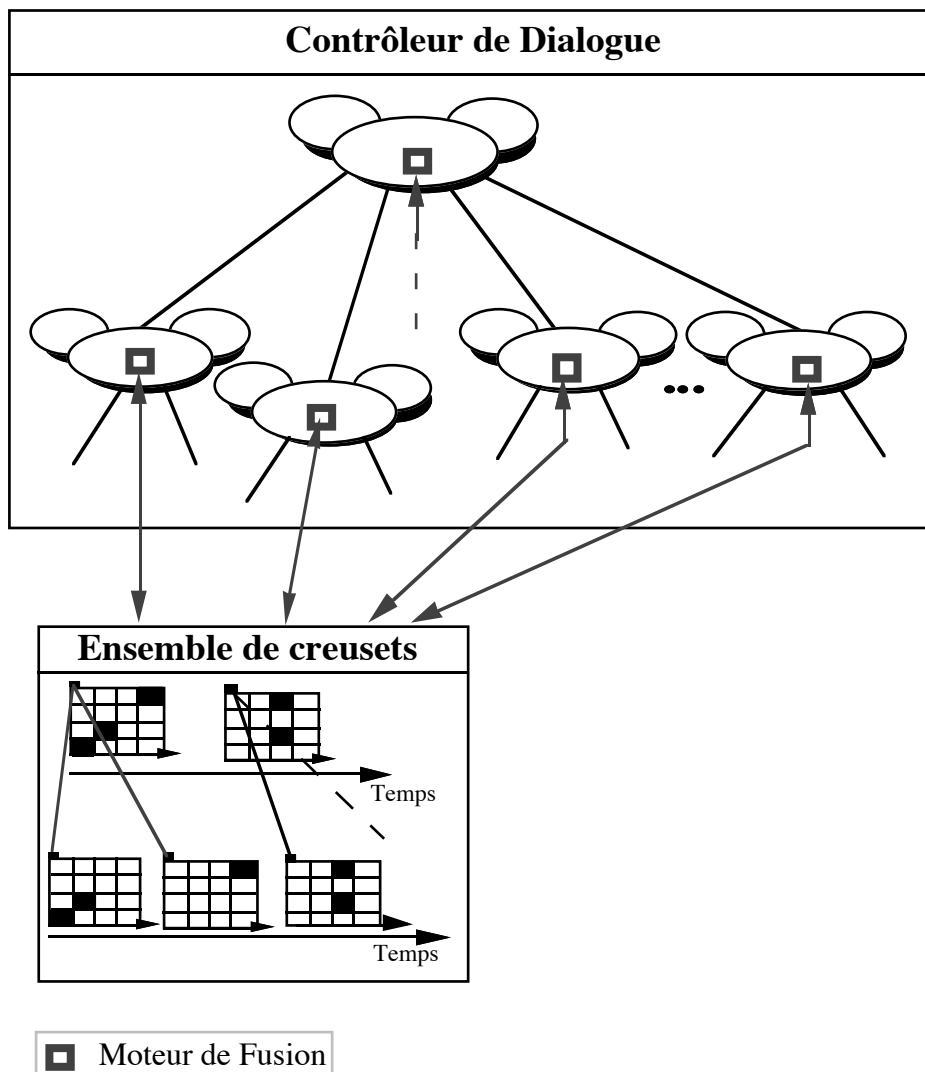 Contrôleur de Dialogue
Ensemble de creusets
Temps
Temps
Moteur de Fusion